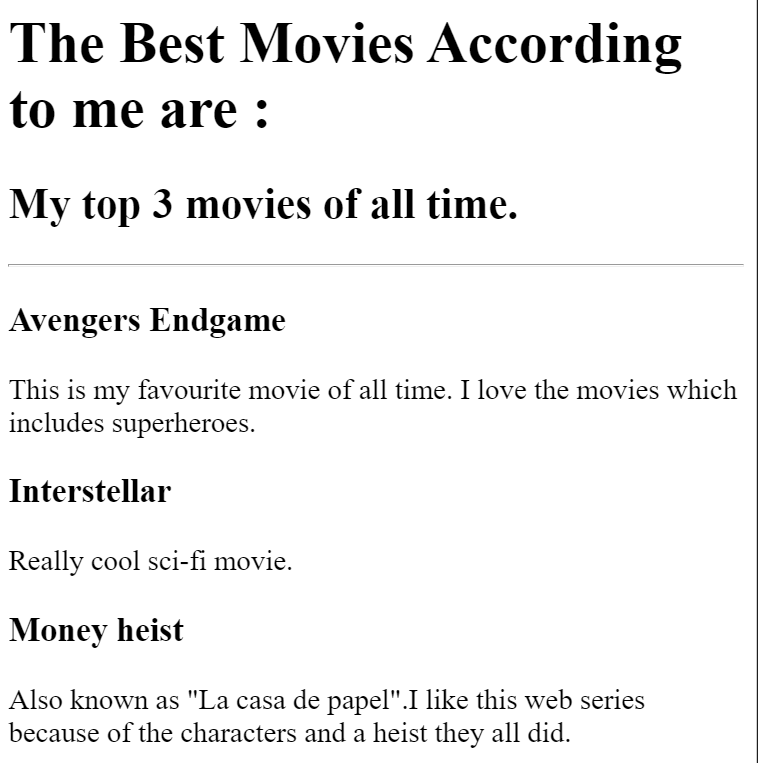 The Best Movies According
to me are :
My top 3 movies of all time.
Avengers Endgame
This is my favourite movie of all time. I love the movies which
includes superheroes.
Interstellar
Really cool sci-fi movie.
Money heist
Also known as "La casa de papel".I like this web series
because of the characters and a heist they all did.